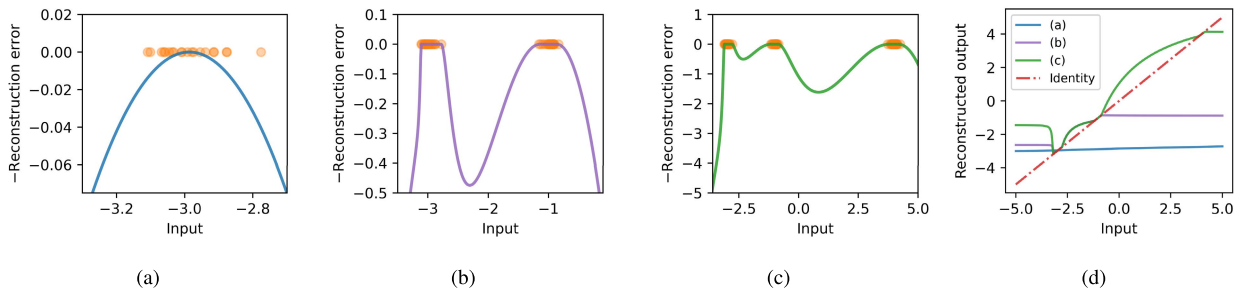 −Reconstruction error
0.02
0.00
−0.02
−0.04
−0.06
−3.2
−3.0
−2.8
Input
(a)
−Reconstruction error
0.1
0.0
−0.1
−0.2
−0.3
−0.4
−0.5
−3
−2
−1
Input
(b)
−Reconstruction error
1
0
−1
−2
−3
−4
−5
−2.5
0.0
2.5
5.0
Input
(c)
Reconstructed output
4
2
0
−2
−4
(a)
(b)
(c)
Identity
−5.0
−2.5
0.0
2.5
5.0
Input
(d)